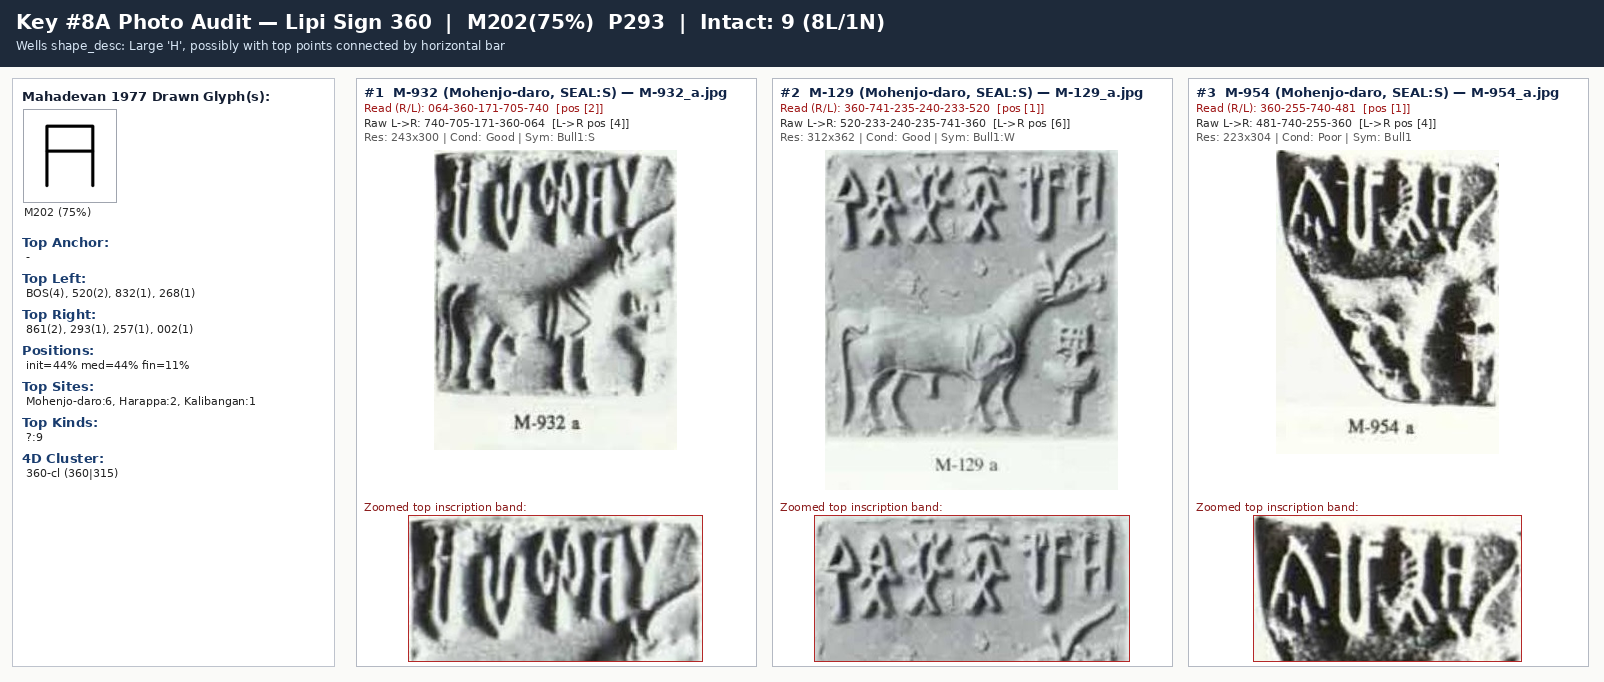 Key #8A Photo Audit — Lipi Sign 360 | M202(75%) P293 | Intact: 9 (8L/1N)
Wells shape_desc: Large 'H', possibly with top points connected by horizontal bar
Mahadevan 1977 Drawn Glyph(s):
M202 (75%)
Top Anchor:
-
Top Left:
BOS(4), 520(2), 832(1), 268(1)
Top Right:
861(2), 293(1), 257(1), 002(1)
Positions:
init=44% med=44% fin=11%
Top Sites:
Mohenjo-daro:6, Harappa:2, Kalibangan:1
Top Kinds:
?:9
4D Cluster:
360-cl (360|315)
#1 M-932 (Mohenjo-daro, SEAL:S) — M-932_a.jpg
Read (R/L): 064-360-171-705-740 [pos [2]]
Raw L->R: 740-705-171-360-064 [L->R pos [4]]
Res: 243x300 | Cond: Good | Sym: Bull1:S
M-932 a
Zoomed top inscription band:
#2 M-129 (Mohenjo-daro, SEAL:S) — M-129_a.jpg
Read (R/L): 360-741-235-240-233-520 [pos [1]]
Raw L->R: 520-233-240-235-741-360 [L->R pos [6]]
Res: 312x362 | Cond: Good | Sym: Bull1:W
M-129 a
Zoomed top inscription band:
#3 M-954 (Mohenjo-daro, SEAL:S) — M-954_a.jpg
Read (R/L): 360-255-740-481 [pos [1]]
Raw L->R: 481-740-255-360 [L->R pos [4]]
Res: 223x304 | Cond: Poor | Sym: Bull1
M-954 a
Zoomed top inscription band: